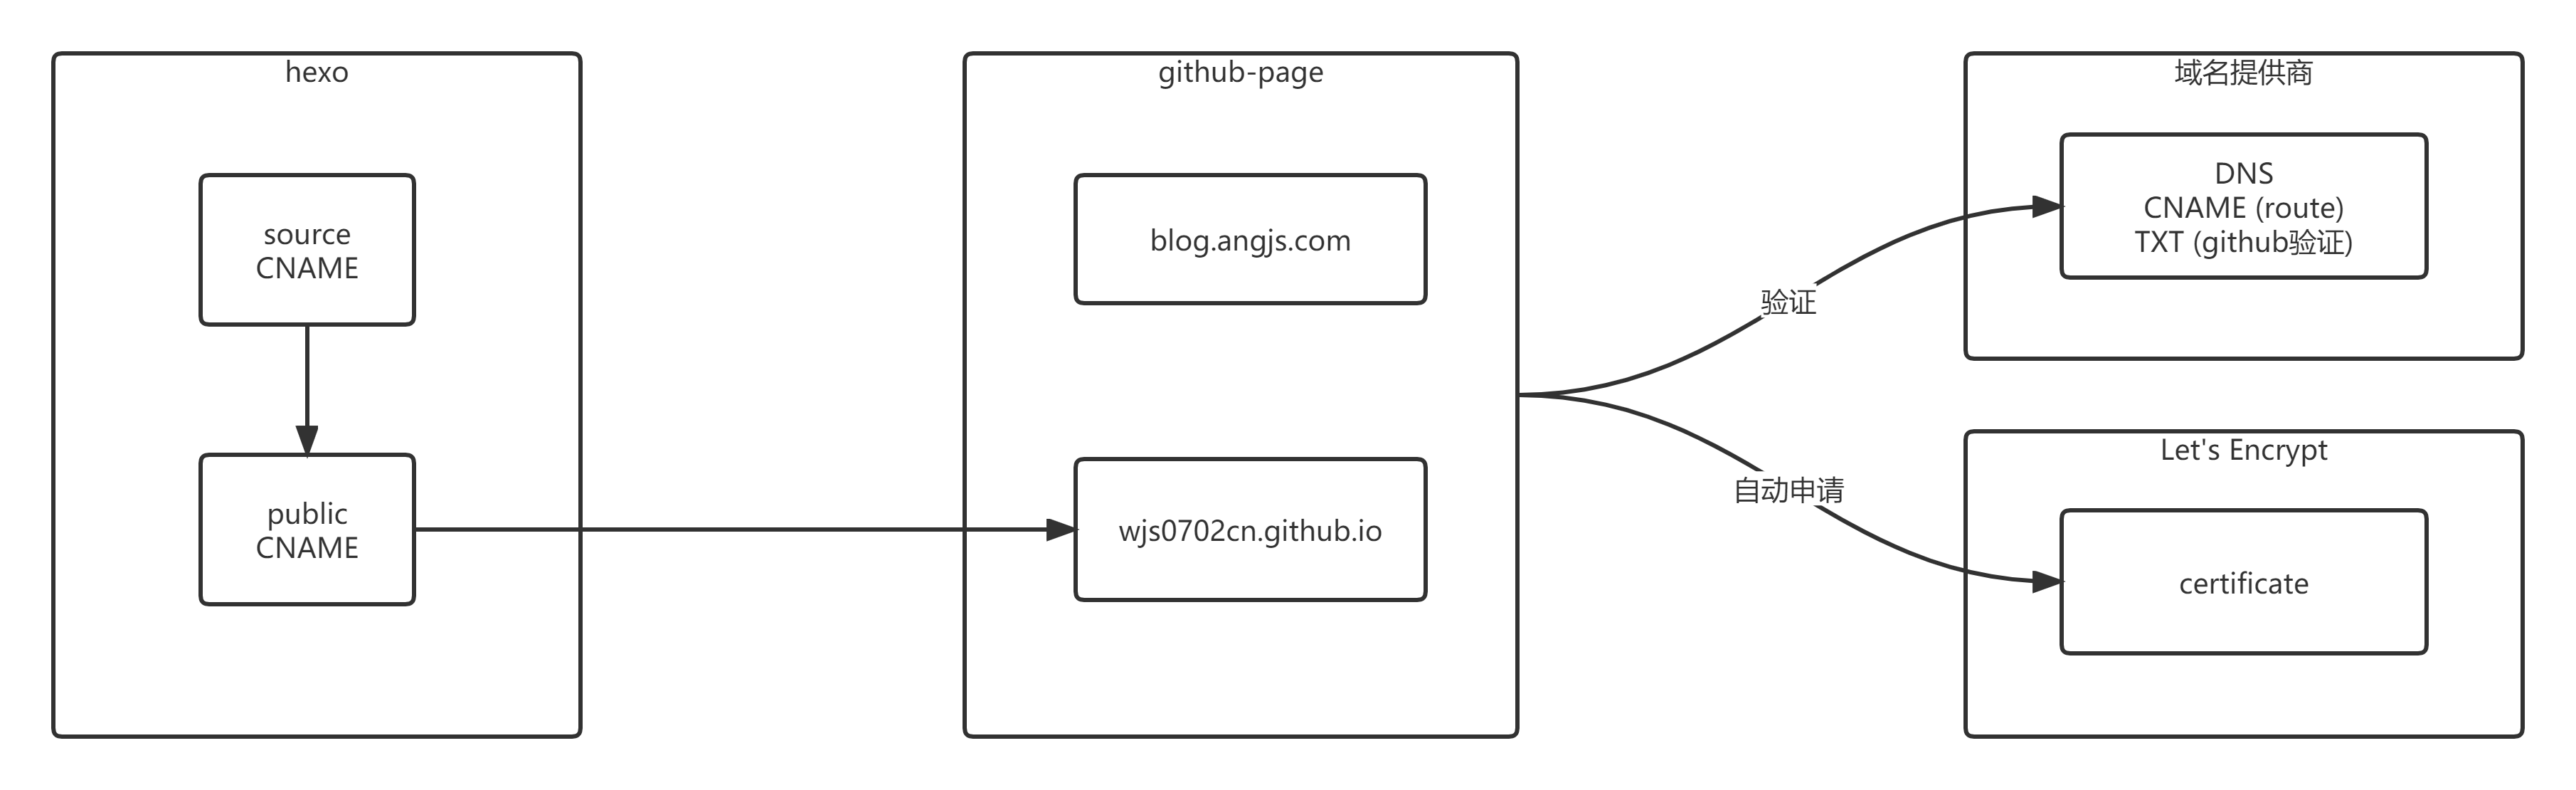 hexo
source
CNAME
public
CNAME
github-page
blog.angjs.com
wjs0702cn.github.io
验证
自动申请
域名提供商
DNS
CNAME (route)
TXT (github验证)
Let's Encrypt
certificate